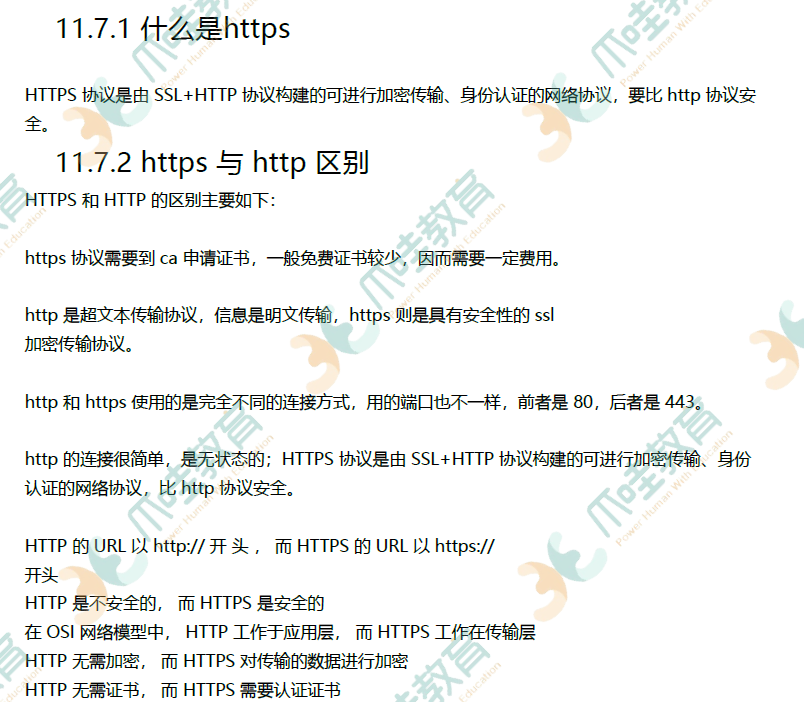 11.7.1 什么是https
HTTPS 协议是由 SSL+HTTP 协议构建的可进行加密传输、身份认证的网络协议，要比 http 协议安
全。
11.7.2 https 与 http 区别
HTTPS 和 HTTP 的区别主要如下：
https 协议需要到 ca 申请证书，一般免费证书较少，因而需要一定费用。
http 是超文本传输协议，信息是明文传输，https 则是具有安全性的 ssl
加密传输协议。
http 和 https 使用的是完全不同的连接方式，用的端口也不一样，前者是 80，后者是 443。
http 的连接很简单，是无状态的；HTTPS 协议是由 SSL+HTTP 协议构建的可进行加密传输、身份
认证的网络协议，比 http 协议安全。
HTTP 的 URL 以 http:// 开 头 ， 而 HTTPS 的 URL 以 https://
开头
HTTP 是不安全的， 而 HTTPS 是安全的
在 OSI 网络模型中， HTTP 工作于应用层， 而 HTTPS 工作在传输层
HTTP 无需加密， 而 HTTPS 对传输的数据进行加密
HTTP 无需证书， 而 HTTPS 需要认证证书
爪哇教育
Power Human With Education